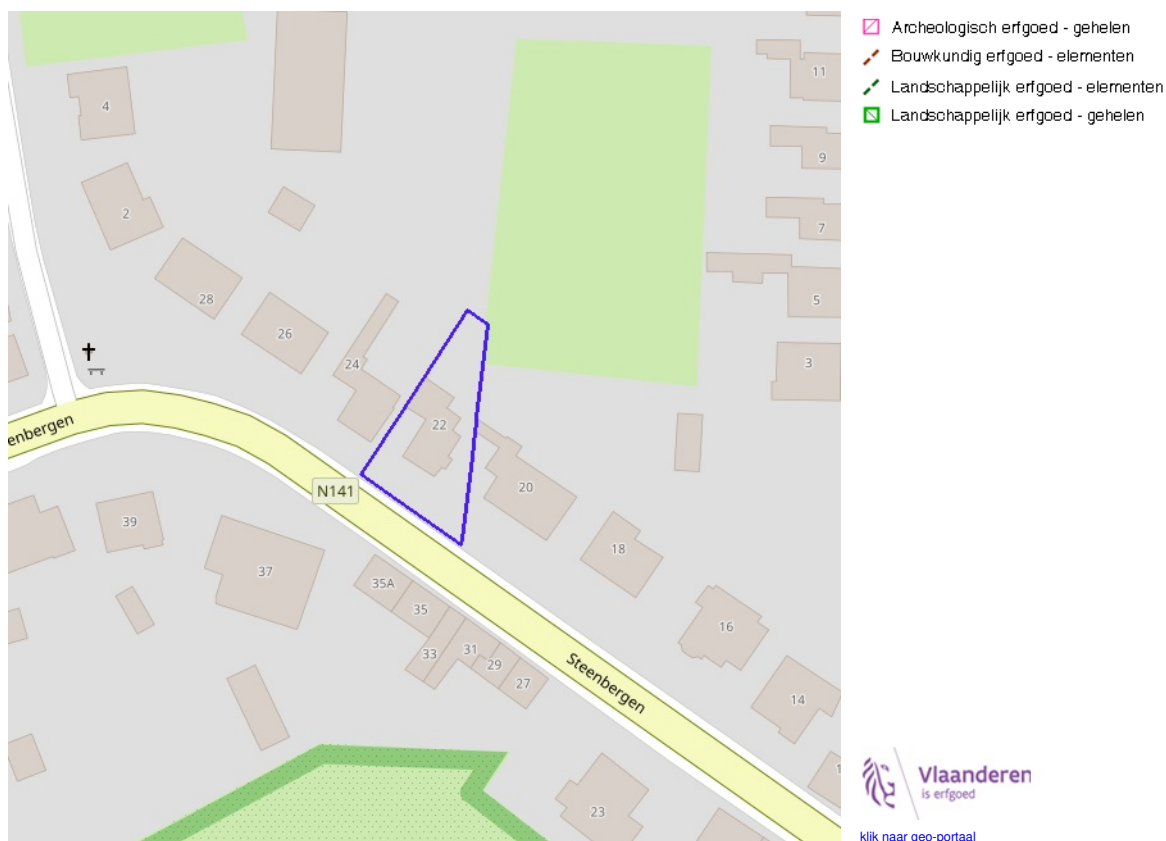 Archeologisch erfgoed - gehelen
Bouwkundig erfgoed - elementen
Landschappelijk erfgoed - elementen
Landschappelijk erfgoed - gehelen
4
11
9
2
7
28
5
26
3
24
22
enbergen
20
N141
39
18
37
35A
35
16
33
31
29
27
Steenbergen
14
23
Vlaanderen
is erfgoed
klik naar geo-portaal